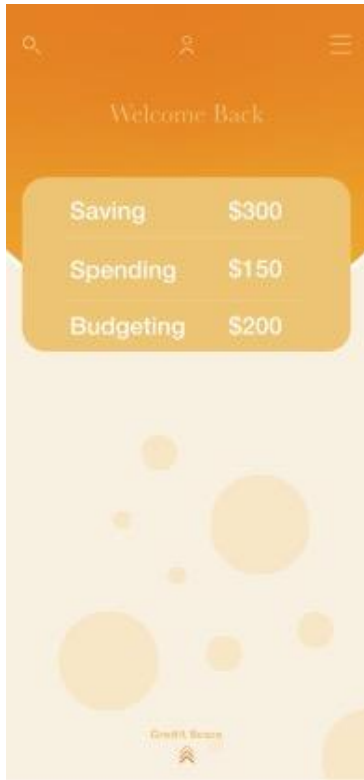 Welcome Back
Saving $300
Spending $150
Budgeting $200
Credit Score